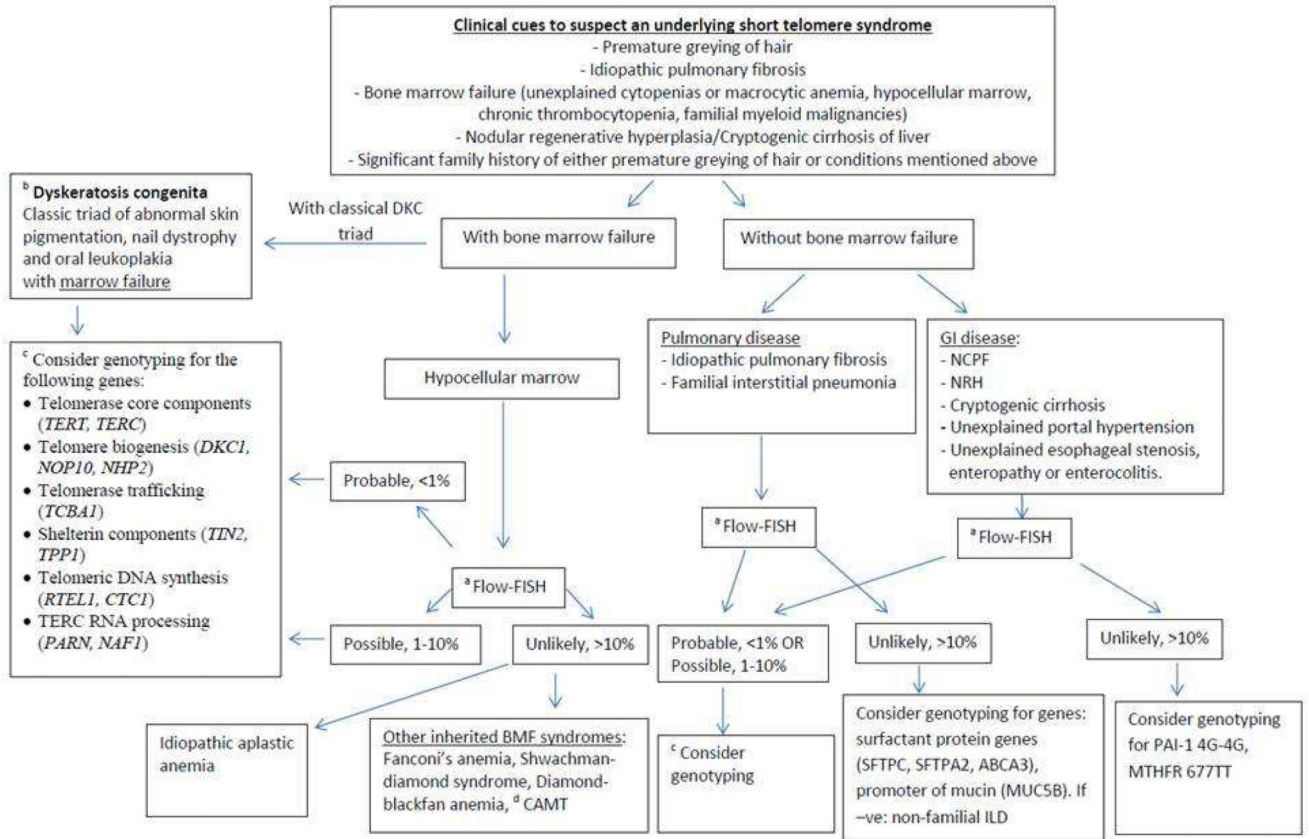 Clinical cues to suspect an underlying short telomere syndrome
- Premature greying of hair
- Idiopathic pulmonary fibrosis
- Bone marrow failure (unexplained cytopenias or macrocytic anemia, hypocellular marrow,
chronic thrombocytopenia, familial myeloid malignancies)
- Nodular regenerative hyperplasia/Cryptogenic cirrhosis of liver
- Significant family history of either premature greying of hair or conditions mentioned above
b Dyskeratosis congenita
Classic triad of abnormal skin
pigmentation, nail dystrophy
and oral leukoplakia
with marrow failure
With classical DKC
triad
With bone marrow failure
Without bone marrow failure
c Consider genotyping for the
following genes:
• Telomerase core components
(TERT, TERC)
• Telomere biogenesis (DKC1,
NOP10, NHP2)
• Telomerase trafficking
(TCBA1)
• Shelterin components (TIN2,
TPP1)
• Telomeric DNA synthesis
(RTEL1, CTC1)
• TERC RNA processing
(PARN, NAF1)
Hypocellular marrow
Pulmonary disease
- Idiopathic pulmonary fibrosis
- Familial interstitial pneumonia
GI disease:
- NCPF
- NRH
- Cryptogenic cirrhosis
- Unexplained portal hypertension
- Unexplained esophageal stenosis,
enteropathy or enterocolitis.
Probable, <1%
a Flow-FISH
a Flow-FISH
a Flow-FISH
Possible, 1-10%
Unlikely, >10%
Probable, <1% OR
Possible, 1-10%
Unlikely, >10%
Unlikely, >10%
Idiopathic aplastic
anemia
Other inherited BMF syndromes:
Fanconi's anemia, Shwachman-
diamond syndrome, Diamond-
blackfan anemia, d CAMT
c Consider
genotyping
Consider genotyping for genes:
surfactant protein genes
(SFTPC, SFTPA2, ABCA3),
promoter of mucin (MUC5B). If
–ve: non-familial ILD
Consider genotyping
for PAI-1 4G-4G,
MTHFR 677TT